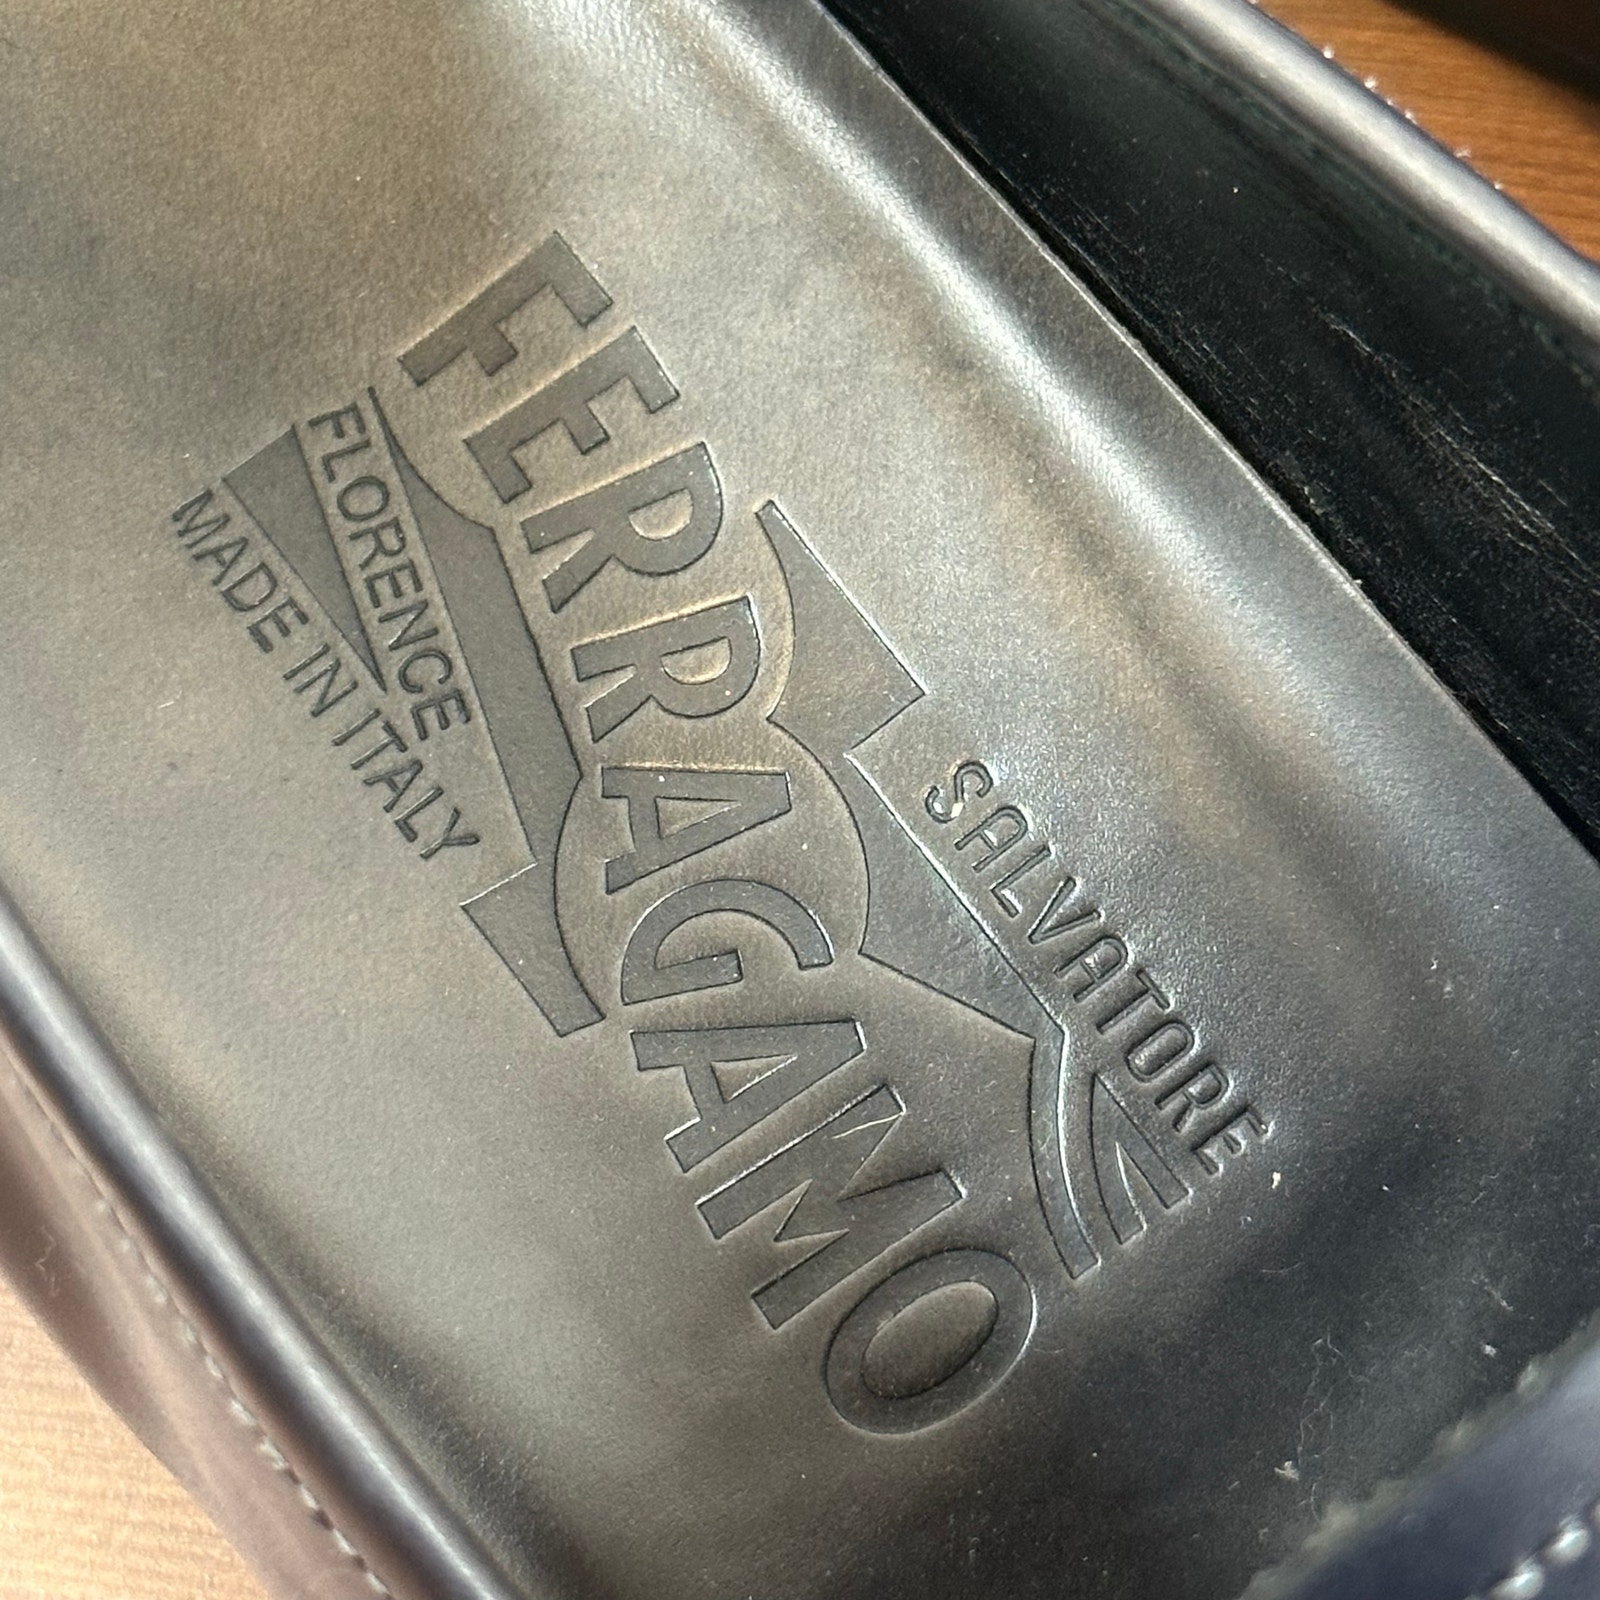 SALVATORE
FERRAGAMO
FLORENCE
MADE IN ITALY